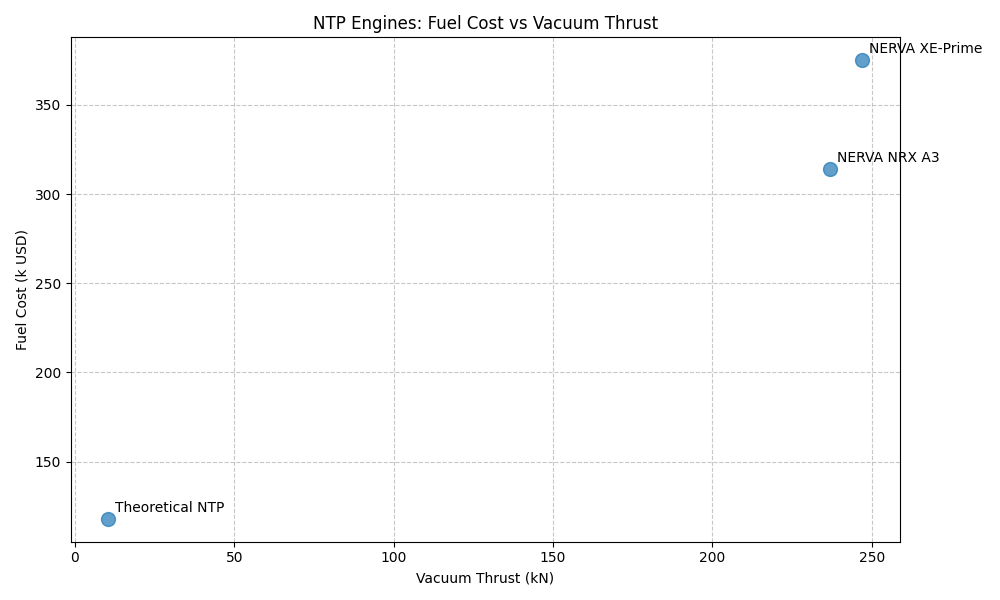 NTP Engines: Fuel Cost vs Vacuum Thrust
NERVA XE-Prime
350
NERVA NRX A3
300
250
200
150
Theoretical NTP
Fuel Cost (k USD)
0 50 100 150 200 250
Vacuum Thrust (kN)